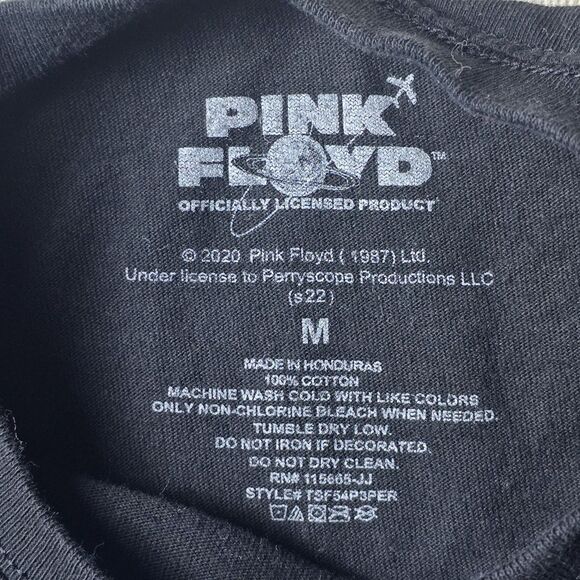 PINK
FLOYD™
OFFICIALLY LICENSED PRODUCT
© 2020 Pink Floyd ( 1987) Ltd.
Under license to Perryscope Productions LLC
(s22)
M
MADE IN HONDURAS
100% COTTON
MACHINE WASH COLD WITH LIKE COLORS
ONLY NON-CHLORINE BLEACH WHEN NEEDED.
TUMBLE DRY LOW.
DO NOT IRON IF DECORATED.
DO NOT DRY CLEAN.
RN# 115665-JJ
STYLE# TSF54P3PER